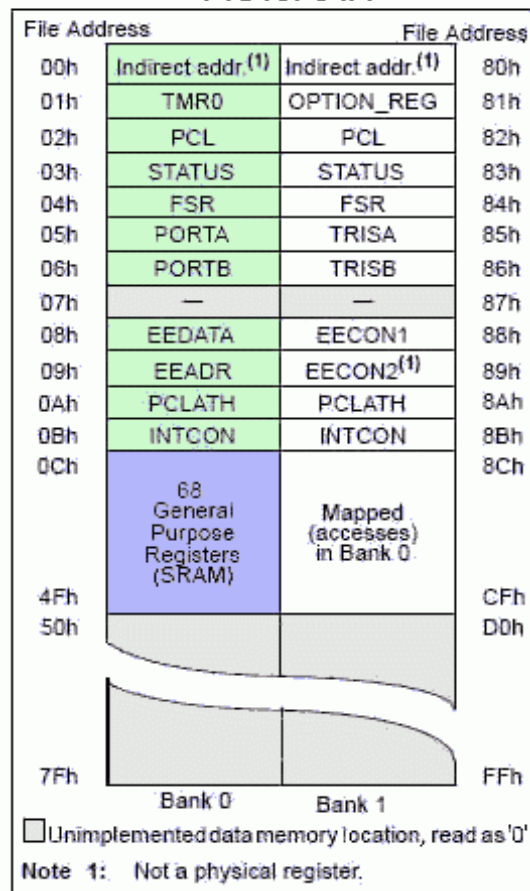 File Address File Address
00h Indirect addr.(1) Indirect addr.(1) 80h
01h TMR0 OPTION_REG 81h
02h PCL PCL 82h
03h STATUS STATUS 83h
04h FSR FSR 84h
05h PORTA TRISA 85h
06h PORTB TRISB 86h
07h — — 87h
08h EEDATA EECON1 88h
09h EEADR EECON2(1) 89h
0Ah PCLATH PCLATH 8Ah
0Bh INTCON INTCON 8Bh
0Ch 8Ch
68
General
Purpose
Registers
(SRAM)
Mapped
(accesses)
in Bank 0
4Fh CFh
50h D0h
7Fh FFh
Bank 0 Bank 1
Unimplemented data memory location, read as '0'
Note 1: Not a physical register.